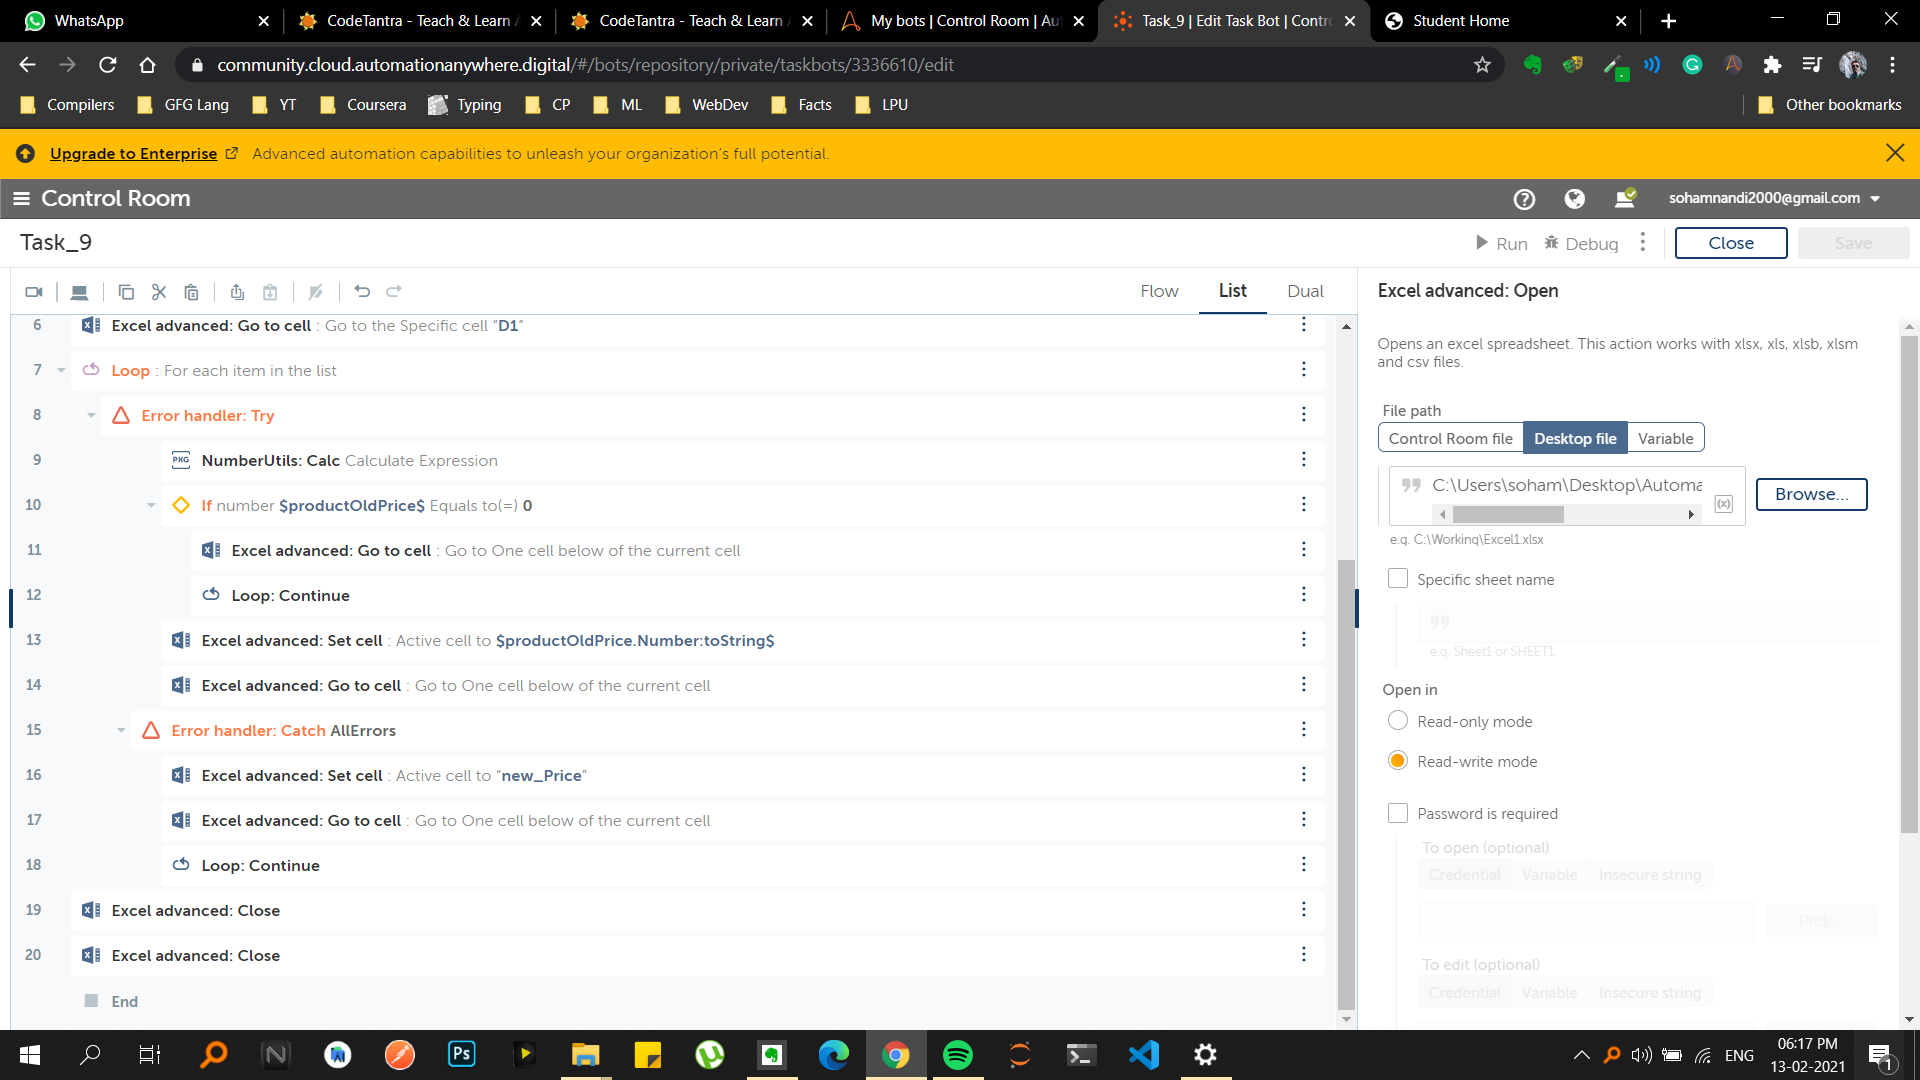 WhatsApp
CodeTantra - Teach & Learn
CodeTantra - Teach & Learn
My bots | Control Room | Au
Task_9 | Edit Task Bot | Contro
Student Home
community.cloud.automationanywhere.digital/#/bots/repository/private/taskbots/3336610/edit
Compilers
GFG Lang
YT
Coursera
Typing
CP
ML
WebDev
Facts
LPU
Other bookmarks
Upgrade to Enterprise Advanced automation capabilities to unleash your organization's full potential.
Control Room
sohamnandi2000@gmail.com
Task_9
Run
Debug
Close
Save
Flow
List
Dual
6 Excel advanced: Go to cell : Go to the Specific cell “D1”
7 Loop : For each item in the list
8 Error handler: Try
9 PKG NumberUtils: Calc Calculate Expression
10 If number $productOldPrice$ Equals to(=) 0
11 Excel advanced: Go to cell : Go to One cell below of the current cell
12 Loop: Continue
13 Excel advanced: Set cell : Active cell to $productOldPrice.Number:toString$
14 Excel advanced: Go to cell : Go to One cell below of the current cell
15 Error handler: Catch AllErrors
16 Excel advanced: Set cell : Active cell to “new_Price”
17 Excel advanced: Go to cell : Go to One cell below of the current cell
18 Loop: Continue
19 Excel advanced: Close
20 Excel advanced: Close
End
Excel advanced: Open
Opens an excel spreadsheet. This action works with xlsx, xls, xlsb, xlsm
and csv files.
File path
Control Room file
Desktop file
Variable
C:\Users\soham\Desktop\Automa
(x)
Browse...
e.g. C:\Working\Excel1.xlsx
Specific sheet name
e.g. Sheet1 or SHEET1
Open in
Read-only mode
Read-write mode
Password is required
To open (optional)
Credential
Variable
Insecure string
Pick...
To edit (optional)
Credential
Variable
Insecure string
Ps
ENG
06:17 PM
13-02-2021
1